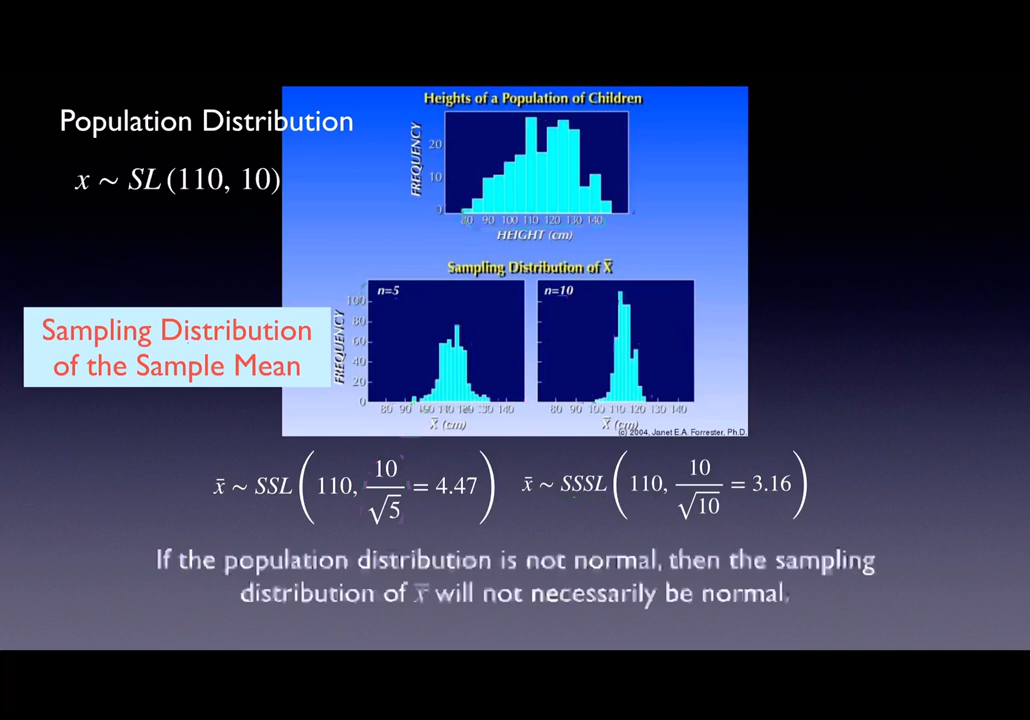 Heights of a Population of Children
Population Distribution
x ~ SL (110, 10)
FREQUENCY
20
10
0
80 90 100 110 120 130 140
HEIGHT (cm)
Sampling Distribution of X̄
Sampling Distribution
of the Sample Mean
FREQUENCY
100
80
60
40
20
0
n=5
80 90 100 110 120 130 140
X̄ (cm)
n=10
80 90 100 110 120 130 140
X̄ (cm)
(c) 2004, Janet E.A. Forrester, Ph.D.
x̄ ~ SSL (110, 10/√5 = 4.47)
x̄ ~ SSSL (110, 10/√10 = 3.16)
If the population distribution is not normal, then the sampling
distribution of x̄ will not necessarily be normal.